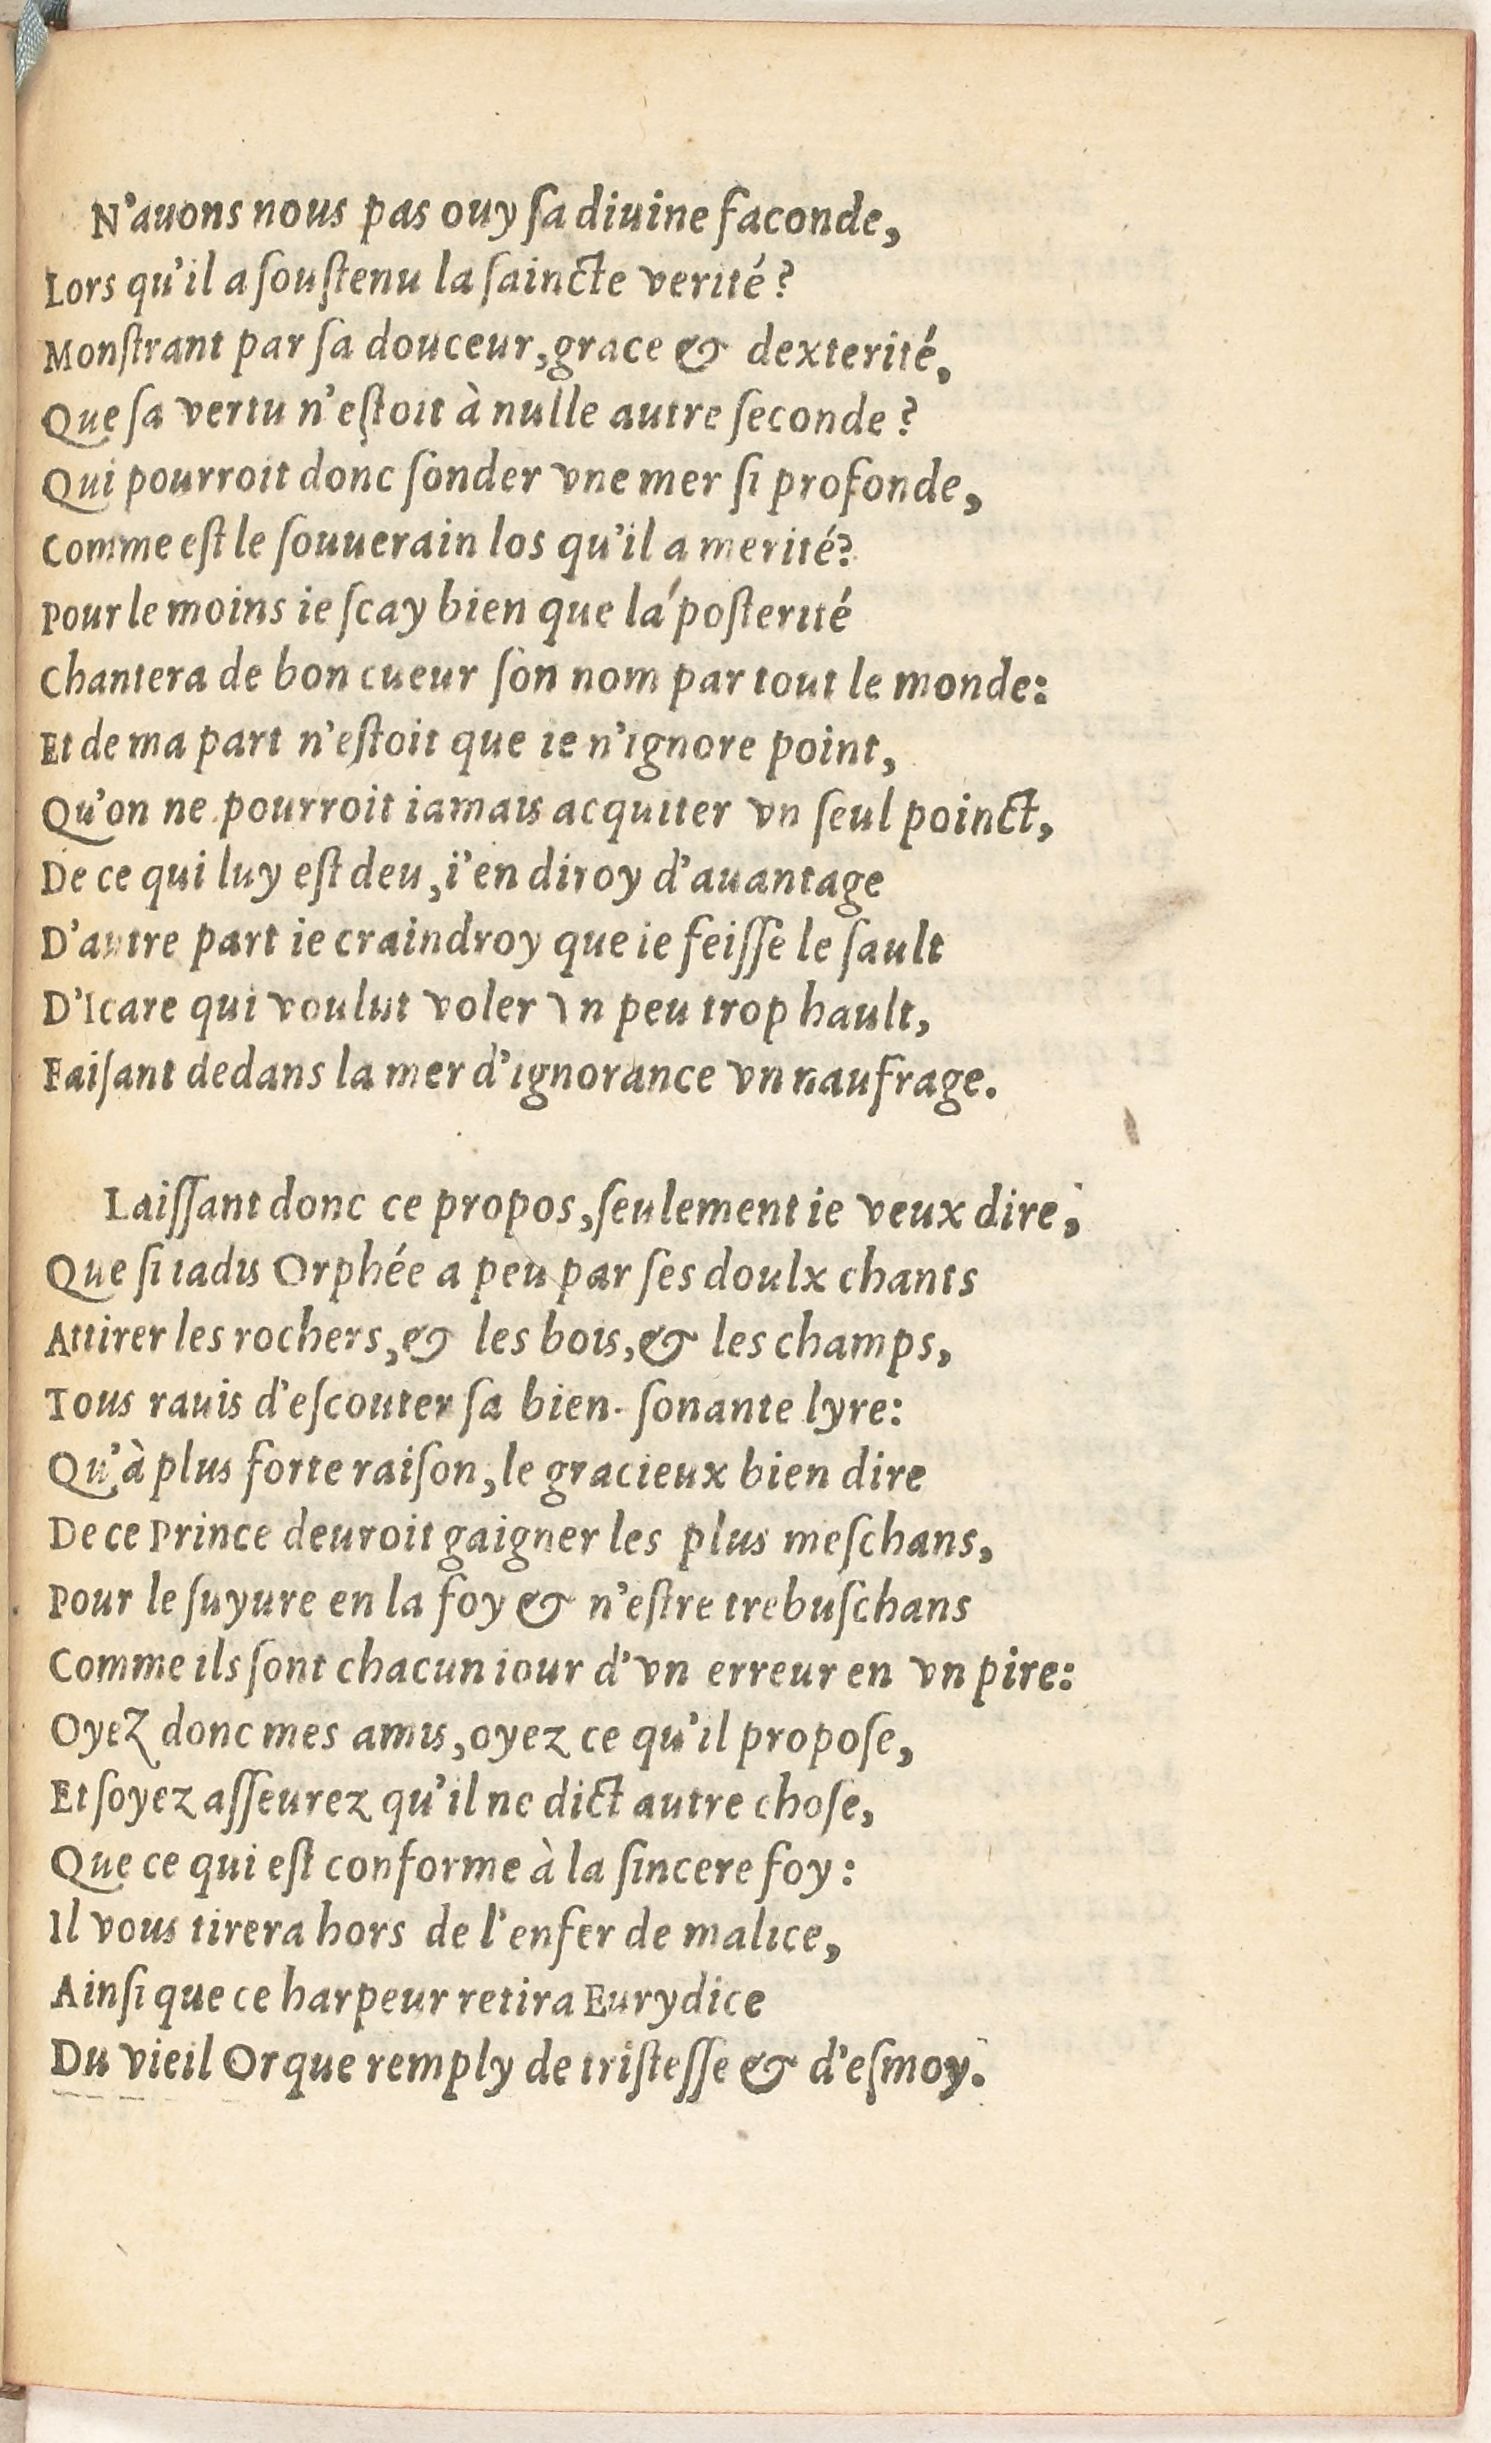 N'auons nous pas ouy ſa diuine faconde,
Lors qu'il a ſouſtenu la ſaincte verité?
Monſtrant par ſa douceur, grace & dexterité,
Que ſa vertu n'eſtoit à nulle autre ſeconde?
Qui pourroit donc ſonder vne mer ſi profonde,
Comme eſt le ſouuerain los qu'il a merité?
Pour le moins ie ſcay bien que lá poſterité
Chantera de bon cueur ſon nom par tout le monde:
Et de ma part n'eſtoit que ie n'ignore point,
Qu'on ne pourroit iamais acquiter vn ſeul poinct,
De ce qui luy eſt deu, i'en diroy d'auantage
D'autre part ie craindroy que ie feiſſe le ſault
D'Icare qui voulut voler vn peu trop hault,
Faiſant dedans la mer d'ignorance vn naufrage.
Laiſſant donc ce propos, ſeulement ie veux dire,
Que ſi iadis Orphée a peu par ſes doulx chants
Attirer les rochers, & les bois, & les champs,
Tous rauis d'eſcouter ſa bien-ſonante lyre:
Qu'à plus forte raiſon, le gracieux bien dire
De ce Prince deuroit gaigner les plus meſchans,
Pour le ſuyure en la foy & n'eſtre trebuſchans
Comme ils ſont chacun iour d'vn erreur en vn pire:
Oyez donc mes amis, oyez ce qu'il propoſe,
Et ſoyez aſſeurez qu'il ne dict autre choſe,
Que ce qui eſt conforme à la ſincere foy:
Il vous tirera hors de l'enfer de malice,
Ainſi que ce harpeur retira Eurydice
Du vieil Orque remply de triſteſſe & d'eſmoy.